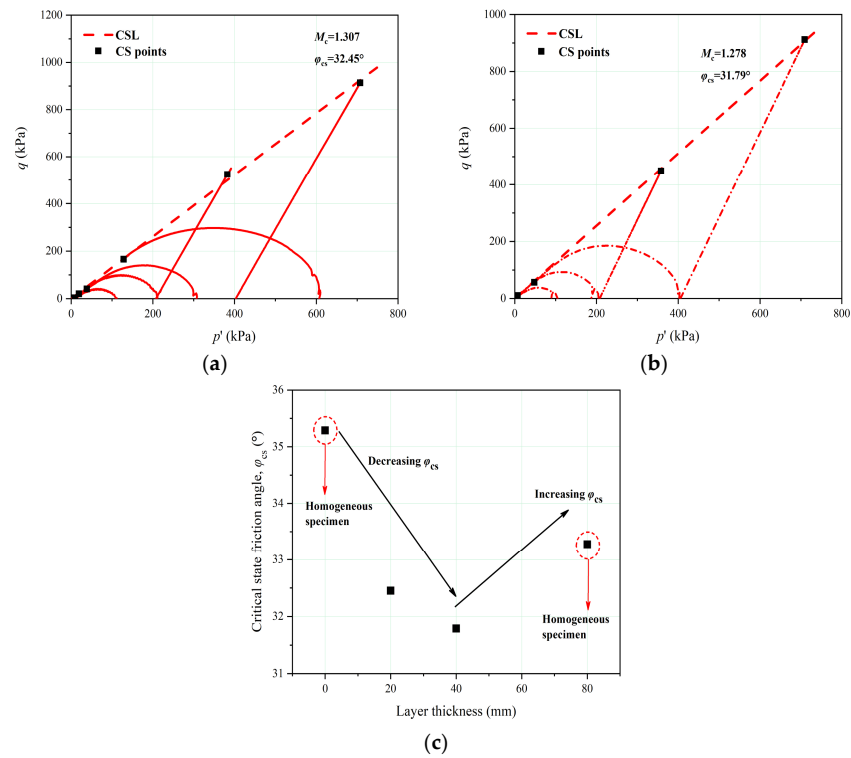 CSL
CS points
Mc=1.307
φcs=32.45°
1200
1000
800
600
400
200
0
0 200 400 600 800
q (kPa)
p' (kPa)
(a)
CSL
CS points
Mc=1.278
φcs=31.79°
1000
800
600
400
200
0
0 200 400 600 800
q (kPa)
p' (kPa)
(b)
36
35
34
33
32
31
Critical state friction angle, φcs (°)
Decreasing φcs
Increasing φcs
Homogeneous
specimen
Homogeneous
specimen
0 20 40 60 80
Layer thickness (mm)
(c)